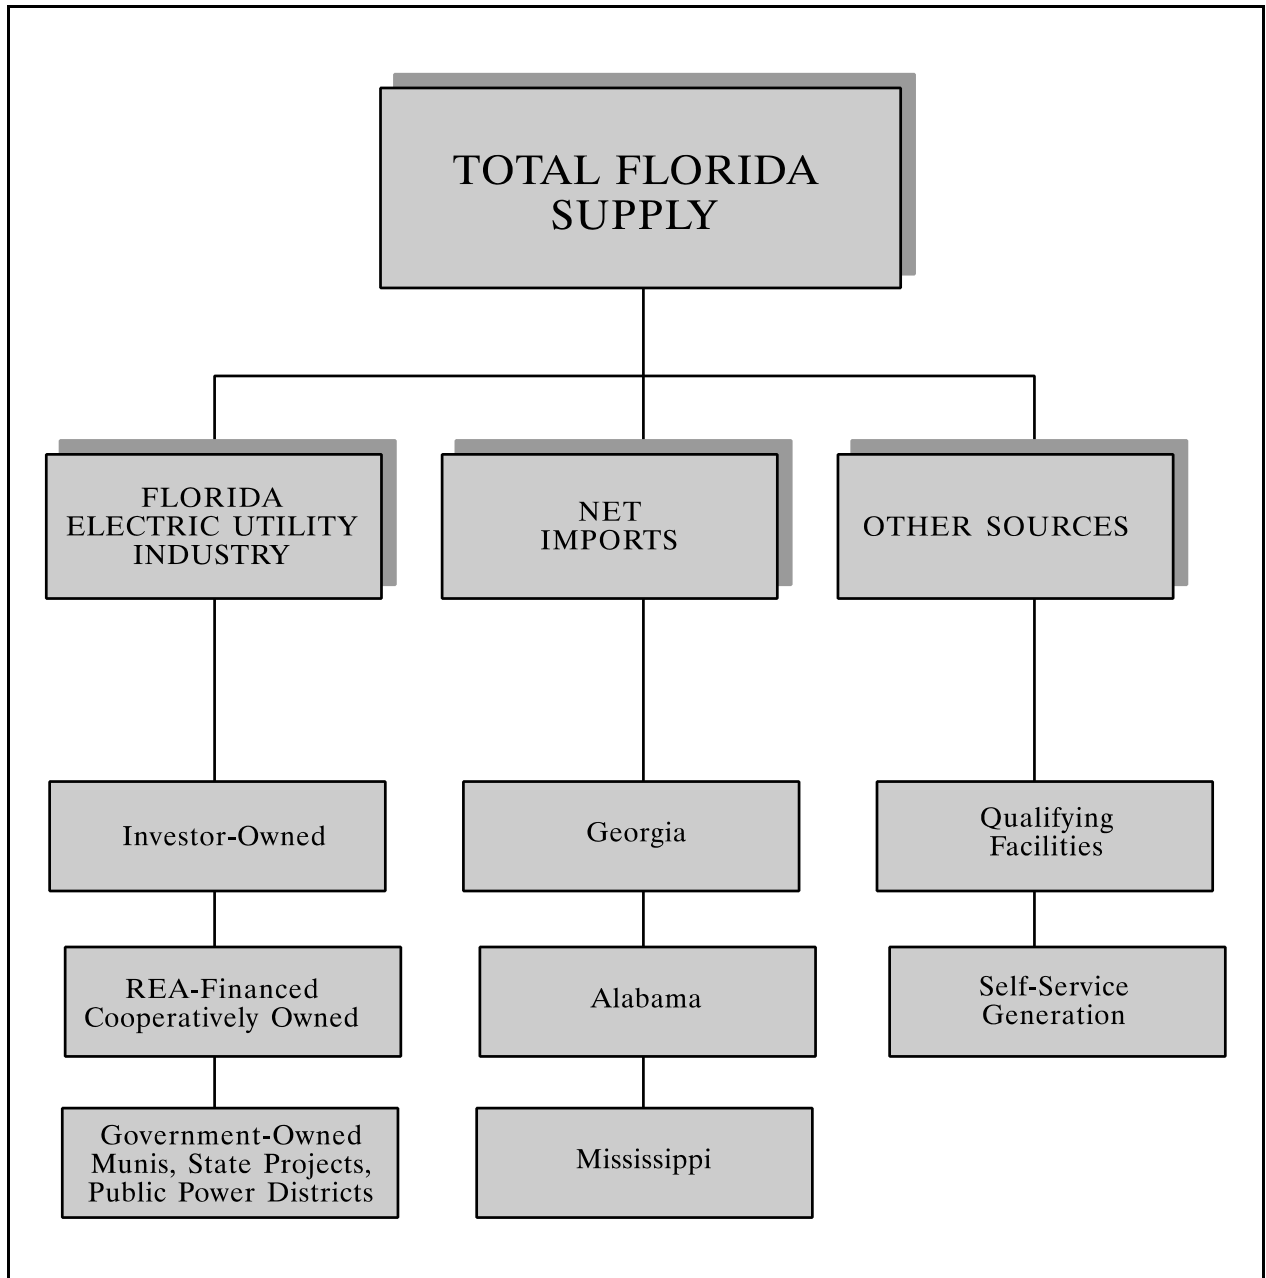 TOTAL FLORIDA
SUPPLY
FLORIDA
ELECTRIC UTILITY
INDUSTRY
NET
IMPORTS
OTHER SOURCES
Investor-Owned
Georgia
Qualifying
Facilities
REA-Financed
Cooperatively Owned
Alabama
Self-Service
Generation
Government-Owned
Munis, State Projects,
Public Power Districts
Mississippi